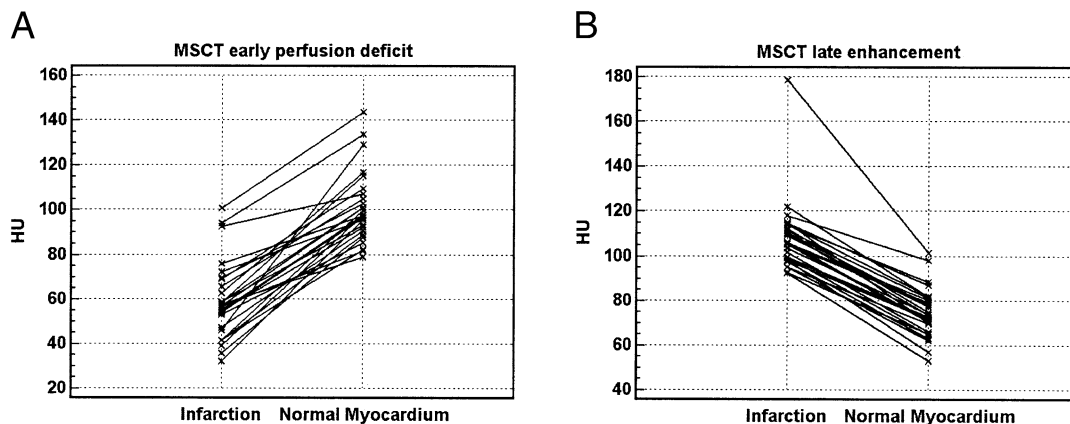 A
MSCT early perfusion deficit
160
140
120
100
80
60
40
20
HU
Infarction Normal Myocardium
B
MSCT late enhancement
180
160
140
120
100
80
60
40
HU
Infarction Normal Myocardium